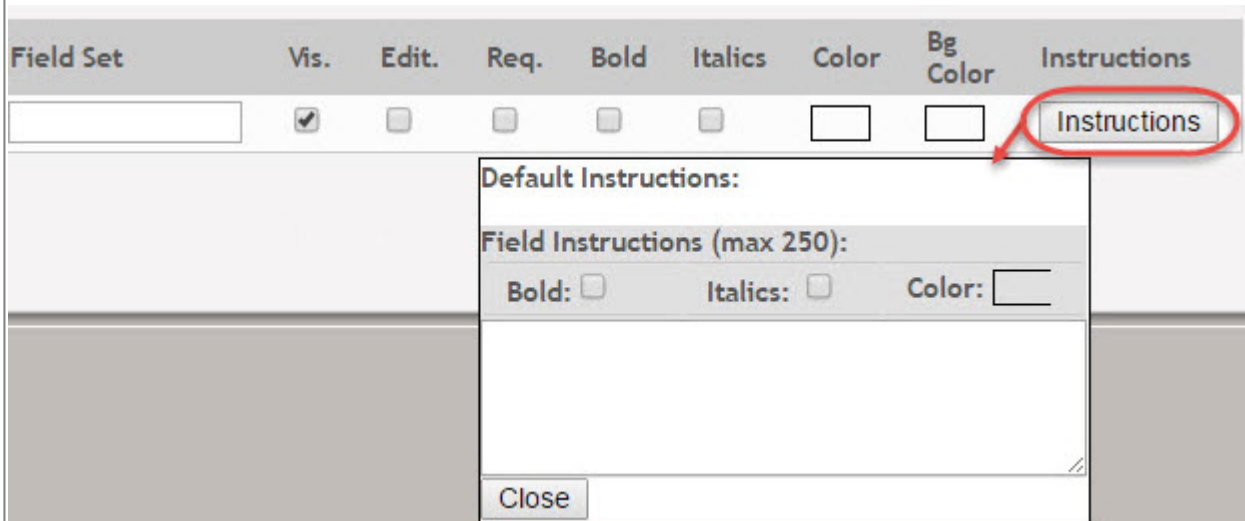 Field Set Vis. Edit. Req. Bold Italics Color Bg Color Instructions
Instructions
Default Instructions:
Field Instructions (max 250):
Bold: Italics: Color:
Close